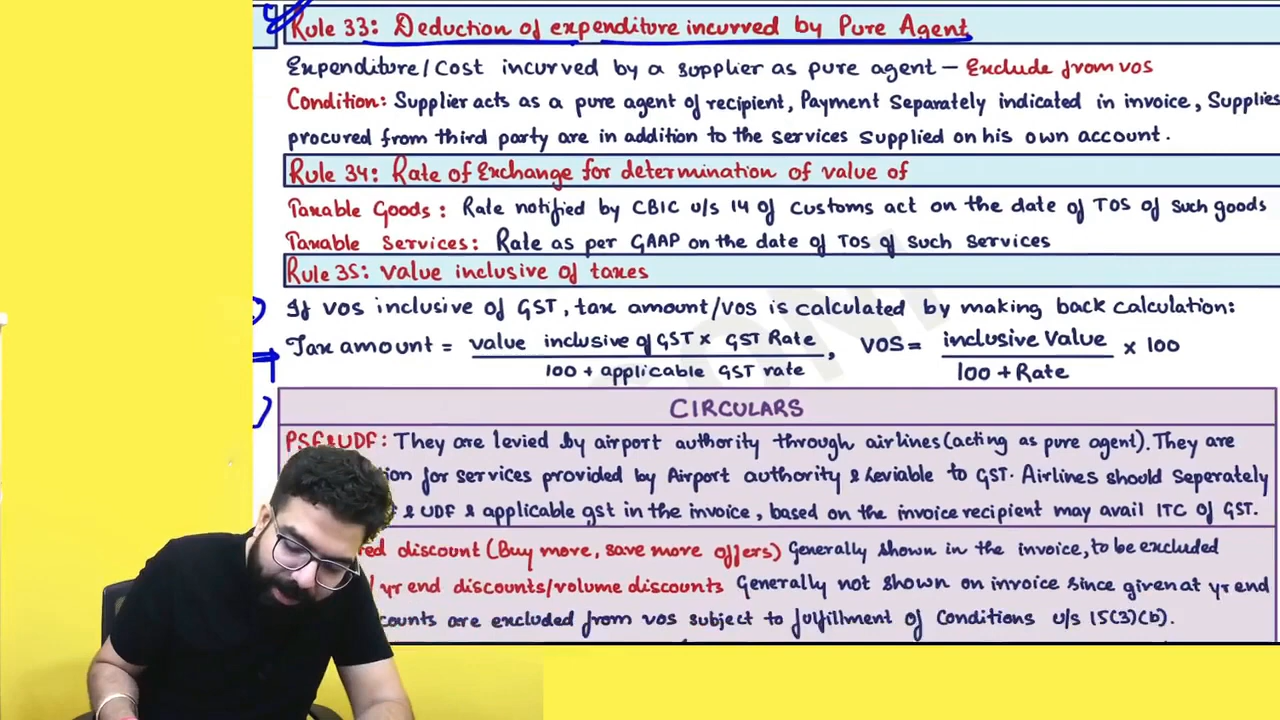 Rule 33: Deduction of expenditure incurred by Pure Agent
Expenditure/Cost incurred by a supplier as pure agent – Exclude from VOS
Condition: Supplier acts as a pure agent of recipient, Payment Separately indicated in invoice, Supplies
procured from third party are in addition to the services supplied on his own account.
Rule 34: Rate of Exchange for determination of value of
Taxable Goods: Rate notified by CBIC u/s 14 of Customs act on the date of TOS of such goods
Taxable Services: Rate as per GAAP on the date of TOS of such services
Rule 35: value inclusive of taxes
If VOS inclusive of GST, tax amount/VOS is calculated by making back calculation:
Tax amount = value inclusive of GST × GST Rate / 100 + applicable GST rate, VOS = inclusive Value / 100 + Rate × 100
CIRCULARS
PSF & UDF: They are levied by airport authority through airlines (acting as pure agent). They are
for services provided by Airport authority & leviable to GST. Airlines should Seperately
& UDF & applicable gst in the invoice, based on the invoice recipient may avail ITC of GST.
discount (Buy more, save more offers) Generally shown in the invoice, to be excluded
yr end discounts/volume discounts Generally not shown on invoice since given at yr end
are excluded from VOS subject to fulfillment of Conditions u/s 15(3)(b).